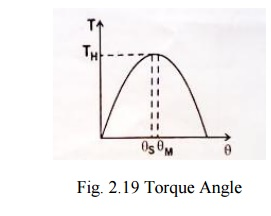 T
T_H
θ_S θ_M θ
Fig. 2.19 Torque Angle